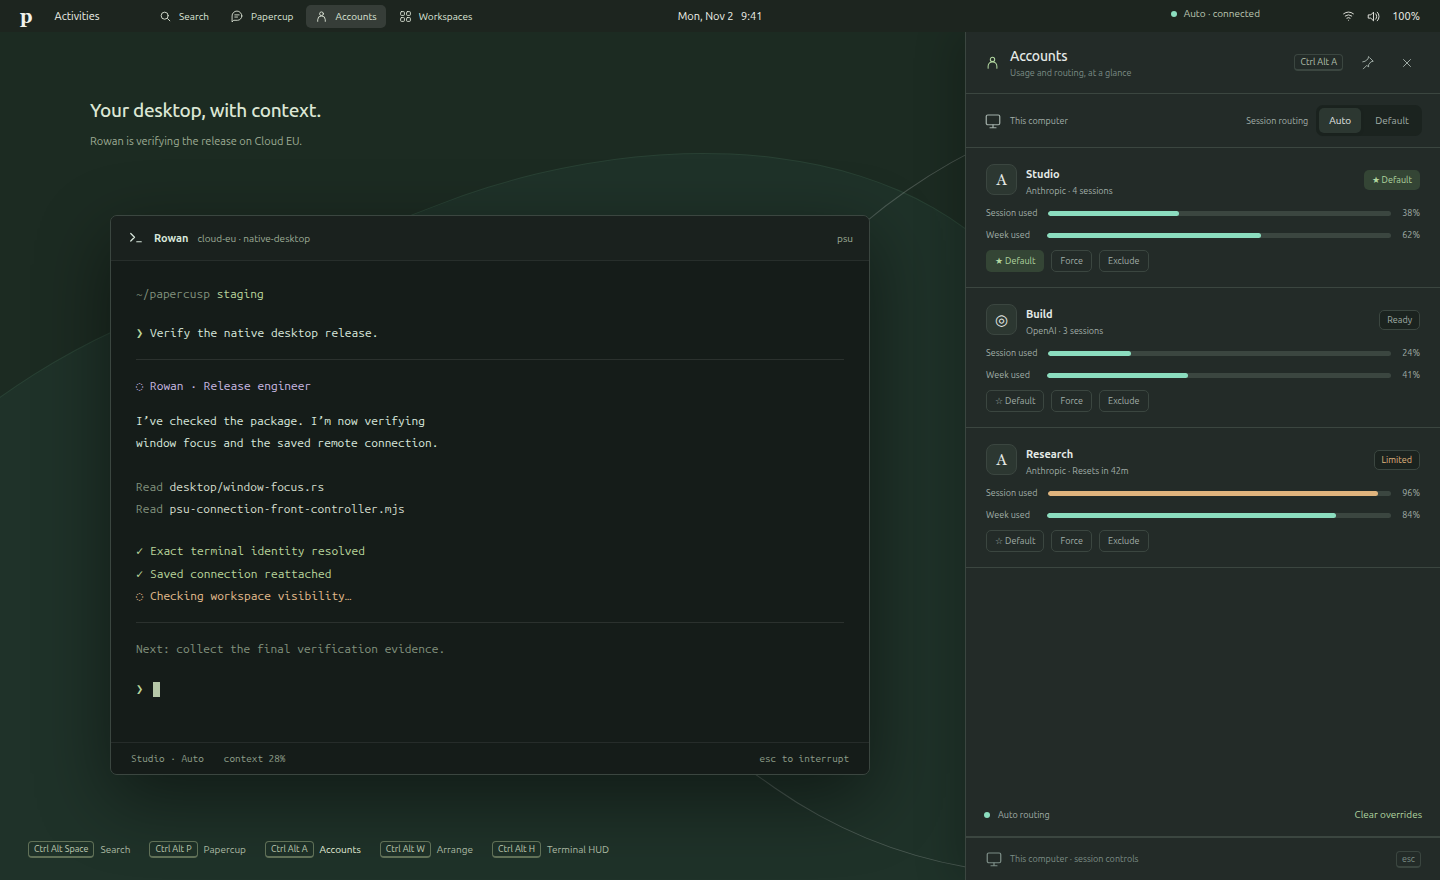 p Activities Search Papercup Accounts Workspaces Mon, Nov 2 9:41 Auto · connected 100%
Your desktop, with context.
Rowan is verifying the release on Cloud EU.
>_ Rowan cloud-eu · native-desktop psu
~/papercusp staging
❯ Verify the native desktop release.
◌ Rowan · Release engineer
I’ve checked the package. I’m now verifying
window focus and the saved remote connection.
Read desktop/window-focus.rs
Read psu-connection-front-controller.mjs
✓ Exact terminal identity resolved
✓ Saved connection reattached
◌ Checking workspace visibility…
Next: collect the final verification evidence.
❯
Studio · Auto context 28% esc to interrupt
Ctrl Alt Space Search Ctrl Alt P Papercup Ctrl Alt A Accounts Ctrl Alt W Arrange Ctrl Alt H Terminal HUD
Accounts Ctrl Alt A
Usage and routing, at a glance
This computer Session routing Auto Default
A Studio ★ Default
Anthropic · 4 sessions
Session used 38%
Week used 62%
★ Default Force Exclude
◎ Build Ready
OpenAI · 3 sessions
Session used 24%
Week used 41%
☆ Default Force Exclude
A Research Limited
Anthropic · Resets in 42m
Session used 96%
Week used 84%
☆ Default Force Exclude
Auto routing Clear overrides
This computer · session controls esc